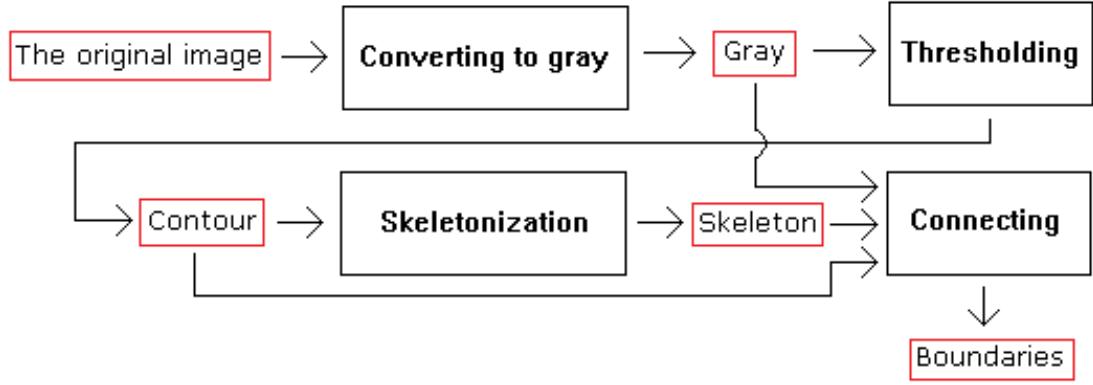 The original image
Converting to gray
Gray
Thresholding
Contour
Skeletonization
Skeleton
Connecting
Boundaries